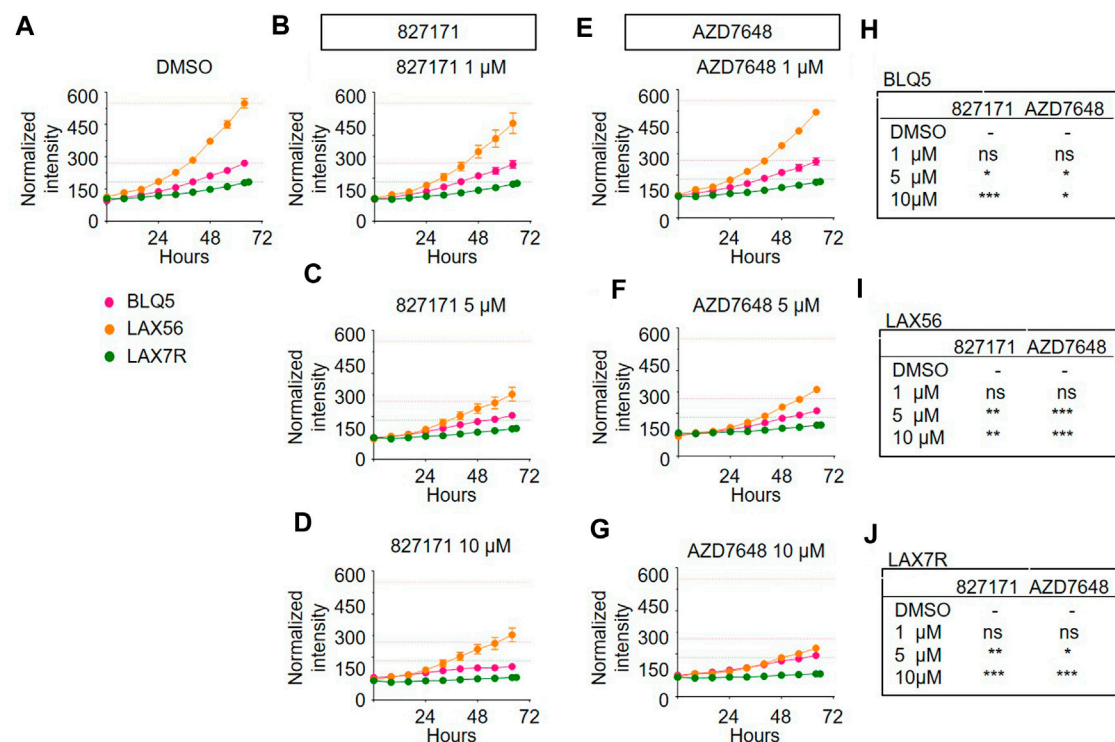 A
DMSO
600
450
300
150
0
Normalized
intensity
24 48 72
Hours
BLQ5
LAX56
LAX7R
B
827171
827171 1 µM
600
450
300
150
0
Normalized
intensity
24 48 72
Hours
C
827171 5 µM
600
450
300
150
0
Normalized
intensity
24 48 72
Hours
D
827171 10 µM
600
450
300
150
0
Normalized
intensity
24 48 72
Hours
E
AZD7648
AZD7648 1 µM
600
450
300
150
0
Normalized
intensity
24 48 72
Hours
F
AZD7648 5 µM
600
450
300
150
0
Normalized
intensity
24 48 72
Hours
G
AZD7648 10 µM
600
450
300
150
0
Normalized
intensity
24 48 72
Hours
H
BLQ5
827171 AZD7648
DMSO - -
1 µM ns ns
5 µM * *
10µM *** *
I
LAX56
827171 AZD7648
DMSO - -
1 µM ns ns
5 µM ** ***
10 µM ** ***
J
LAX7R
827171 AZD7648
DMSO - -
1 µM ns ns
5 µM ** *
10µM *** ***